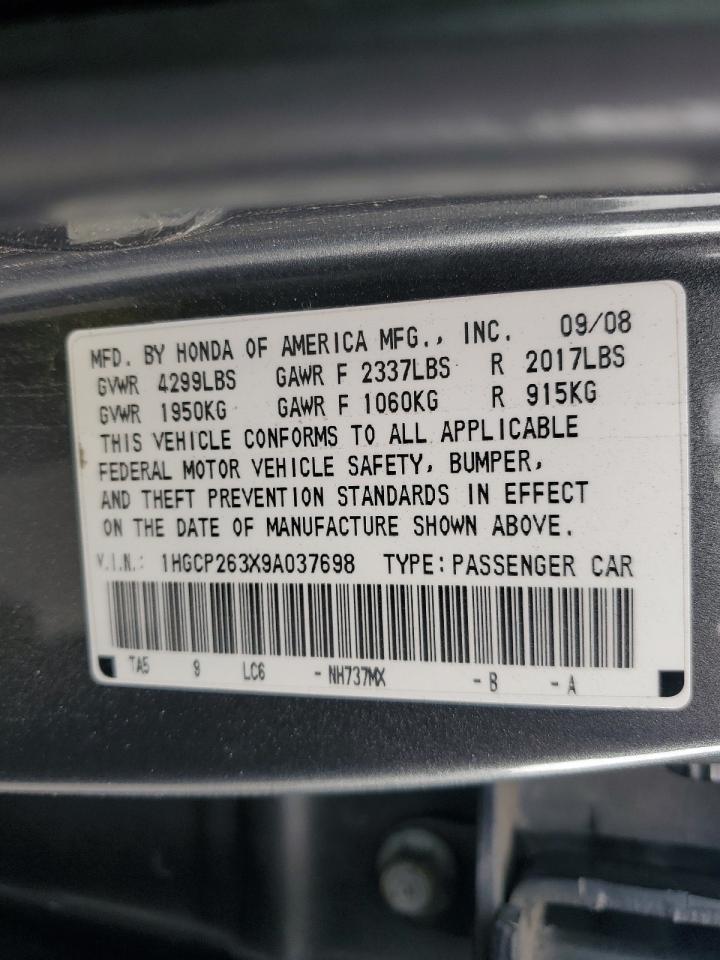 MFD. BY HONDA OF AMERICA MFG., INC. 09/08
GVWR 4299LBS GAWR F 2337LBS R 2017LBS
GVWR 1950KG GAWR F 1060KG R 915KG
THIS VEHICLE CONFORMS TO ALL APPLICABLE
FEDERAL MOTOR VEHICLE SAFETY, BUMPER,
AND THEFT PREVENTION STANDARDS IN EFFECT
ON THE DATE OF MANUFACTURE SHOWN ABOVE.
V.I.N.: 1HGCP263X9A037698 TYPE: PASSENGER CAR
TA5 9 LC6 - NH737MX - B - A